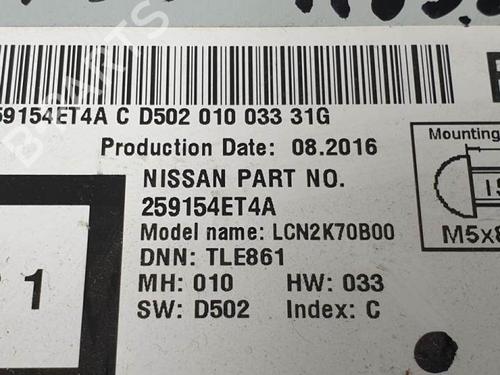 59154ET4A C D502 010 033 31G
Production Date: 08.2016
NISSAN PART NO.
259154ET4A
Model name: LCN2K70B00
DNN: TLE861
MH: 010 HW: 033
SW: D502 Index: C
1
Mounting
M5x8